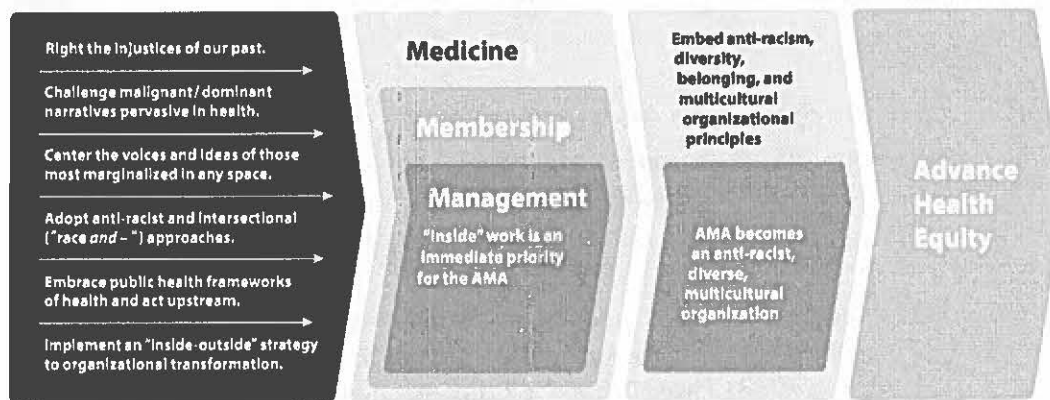 Right the injustices of our past.
Challenge malignant/dominant
narratives pervasive in health.
Center the voices and ideas of those
most marginalized in any space.
Adopt anti-racist and intersectional
("race and – ") approaches.
Embrace public health frameworks
of health and act upstream.
Implement an "inside-outside" strategy
to organizational transformation.
Medicine
Membership
Management
"Inside" work is an
immediate priority
for the AMA
Embed anti-racism,
diversity,
belonging, and
multicultural
organizational
principles
AMA becomes
an anti-racist,
diverse,
multicultural
organization
Advance
Health
Equity